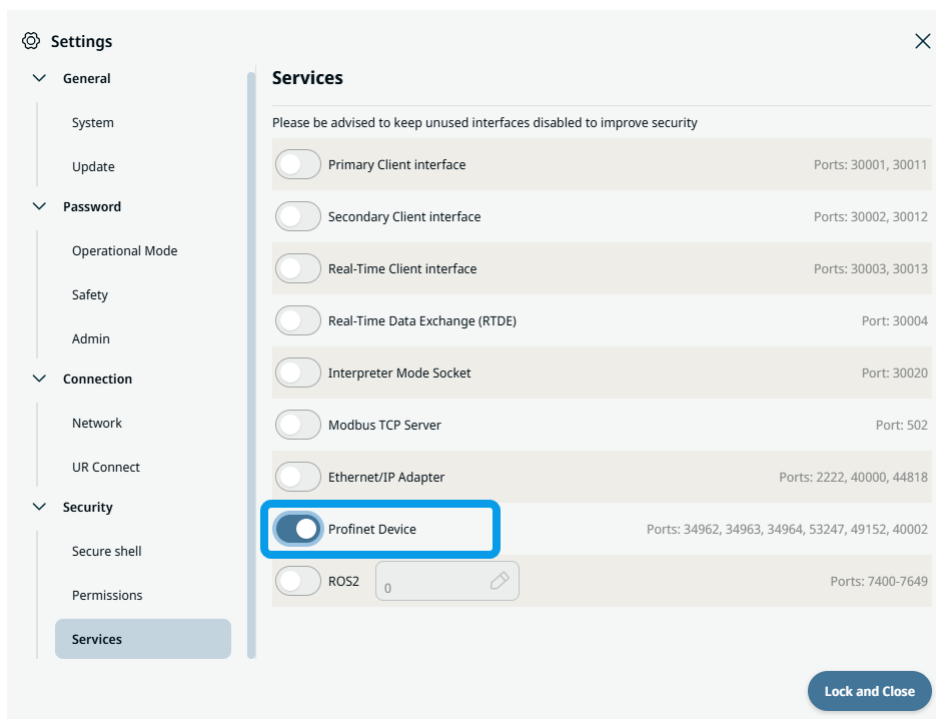 Settings
General
System
Update
Password
Operational Mode
Safety
Admin
Connection
Network
UR Connect
Security
Secure shell
Permissions
Services
Services
Please be advised to keep unused interfaces disabled to improve security
Primary Client interface Ports: 30001, 30011
Secondary Client interface Ports: 30002, 30012
Real-Time Client interface Ports: 30003, 30013
Real-Time Data Exchange (RTDE) Port: 30004
Interpreter Mode Socket Port: 30020
Modbus TCP Server Port: 502
Ethernet/IP Adapter Ports: 2222, 40000, 44818
Profinet Device Ports: 34962, 34963, 34964, 53247, 49152, 40002
ROS2 0 Ports: 7400-7649
Lock and Close